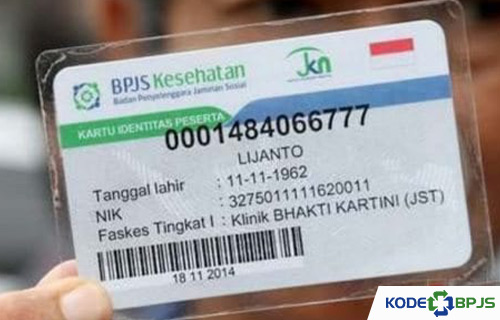 BPJS Kesehatan
Badan Penyelenggara Jaminan Sosial
jkn
KARTU IDENTITAS PESERTA
0001484066777
LIJANTO
Tanggal lahir : 11-11-1962
NIK : 3275011111620011
Faskes Tingkat I : Klinik BHAKTI KARTINI (JST)
18 11 2014
KODE BPJS